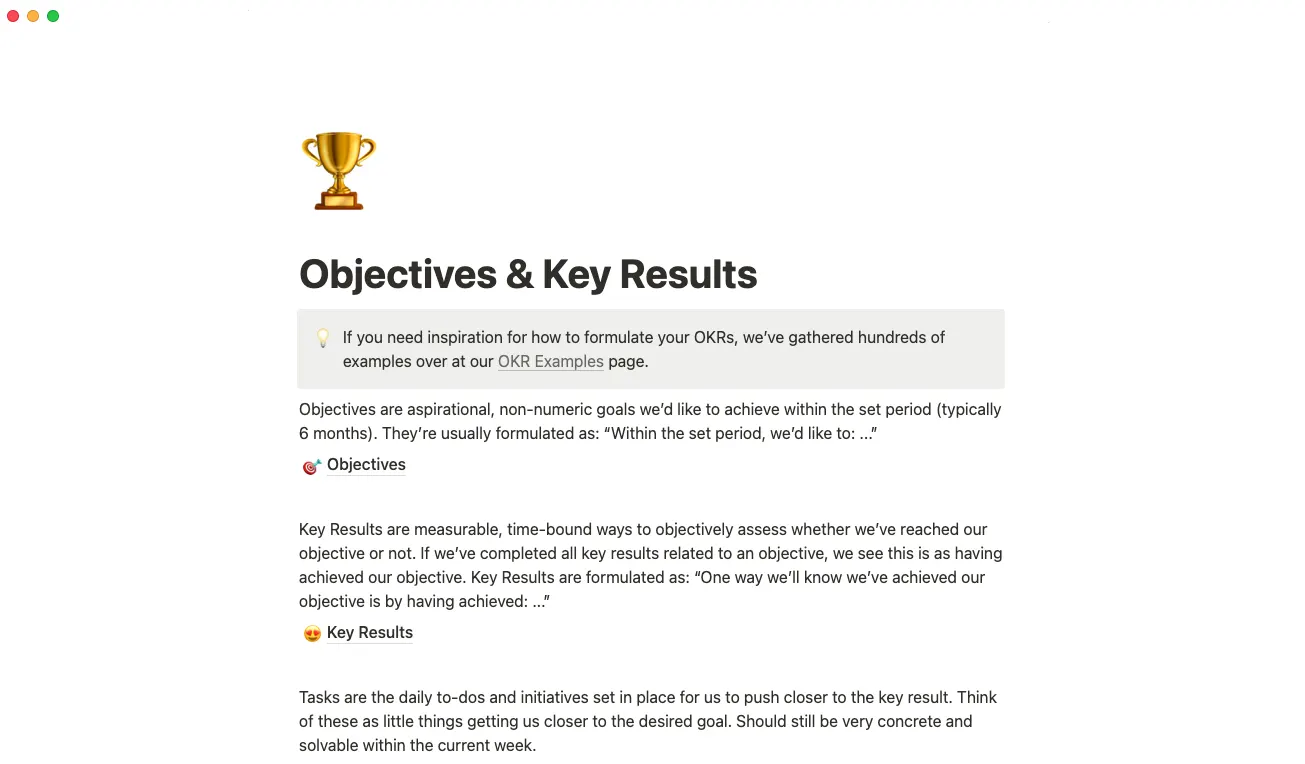 Objectives & Key Results
If you need inspiration for how to formulate your OKRs, we’ve gathered hundreds of
examples over at our OKR Examples page.
Objectives are aspirational, non-numeric goals we’d like to achieve within the set period (typically
6 months). They’re usually formulated as: “Within the set period, we’d like to: ...”
Objectives
Key Results are measurable, time-bound ways to objectively assess whether we’ve reached our
objective or not. If we’ve completed all key results related to an objective, we see this is as having
achieved our objective. Key Results are formulated as: “One way we’ll know we’ve achieved our
objective is by having achieved: ...”
Key Results
Tasks are the daily to-dos and initiatives set in place for us to push closer to the key result. Think
of these as little things getting us closer to the desired goal. Should still be very concrete and
solvable within the current week.